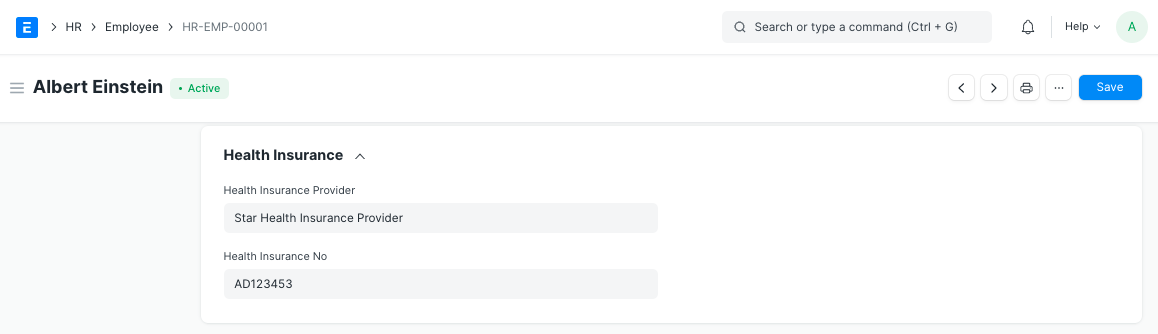 E HR Employee HR-EMP-00001 Search or type a command (Ctrl + G) Help A
Albert Einstein Active ... Save
Health Insurance
Health Insurance Provider
Star Health Insurance Provider
Health Insurance No
AD123453